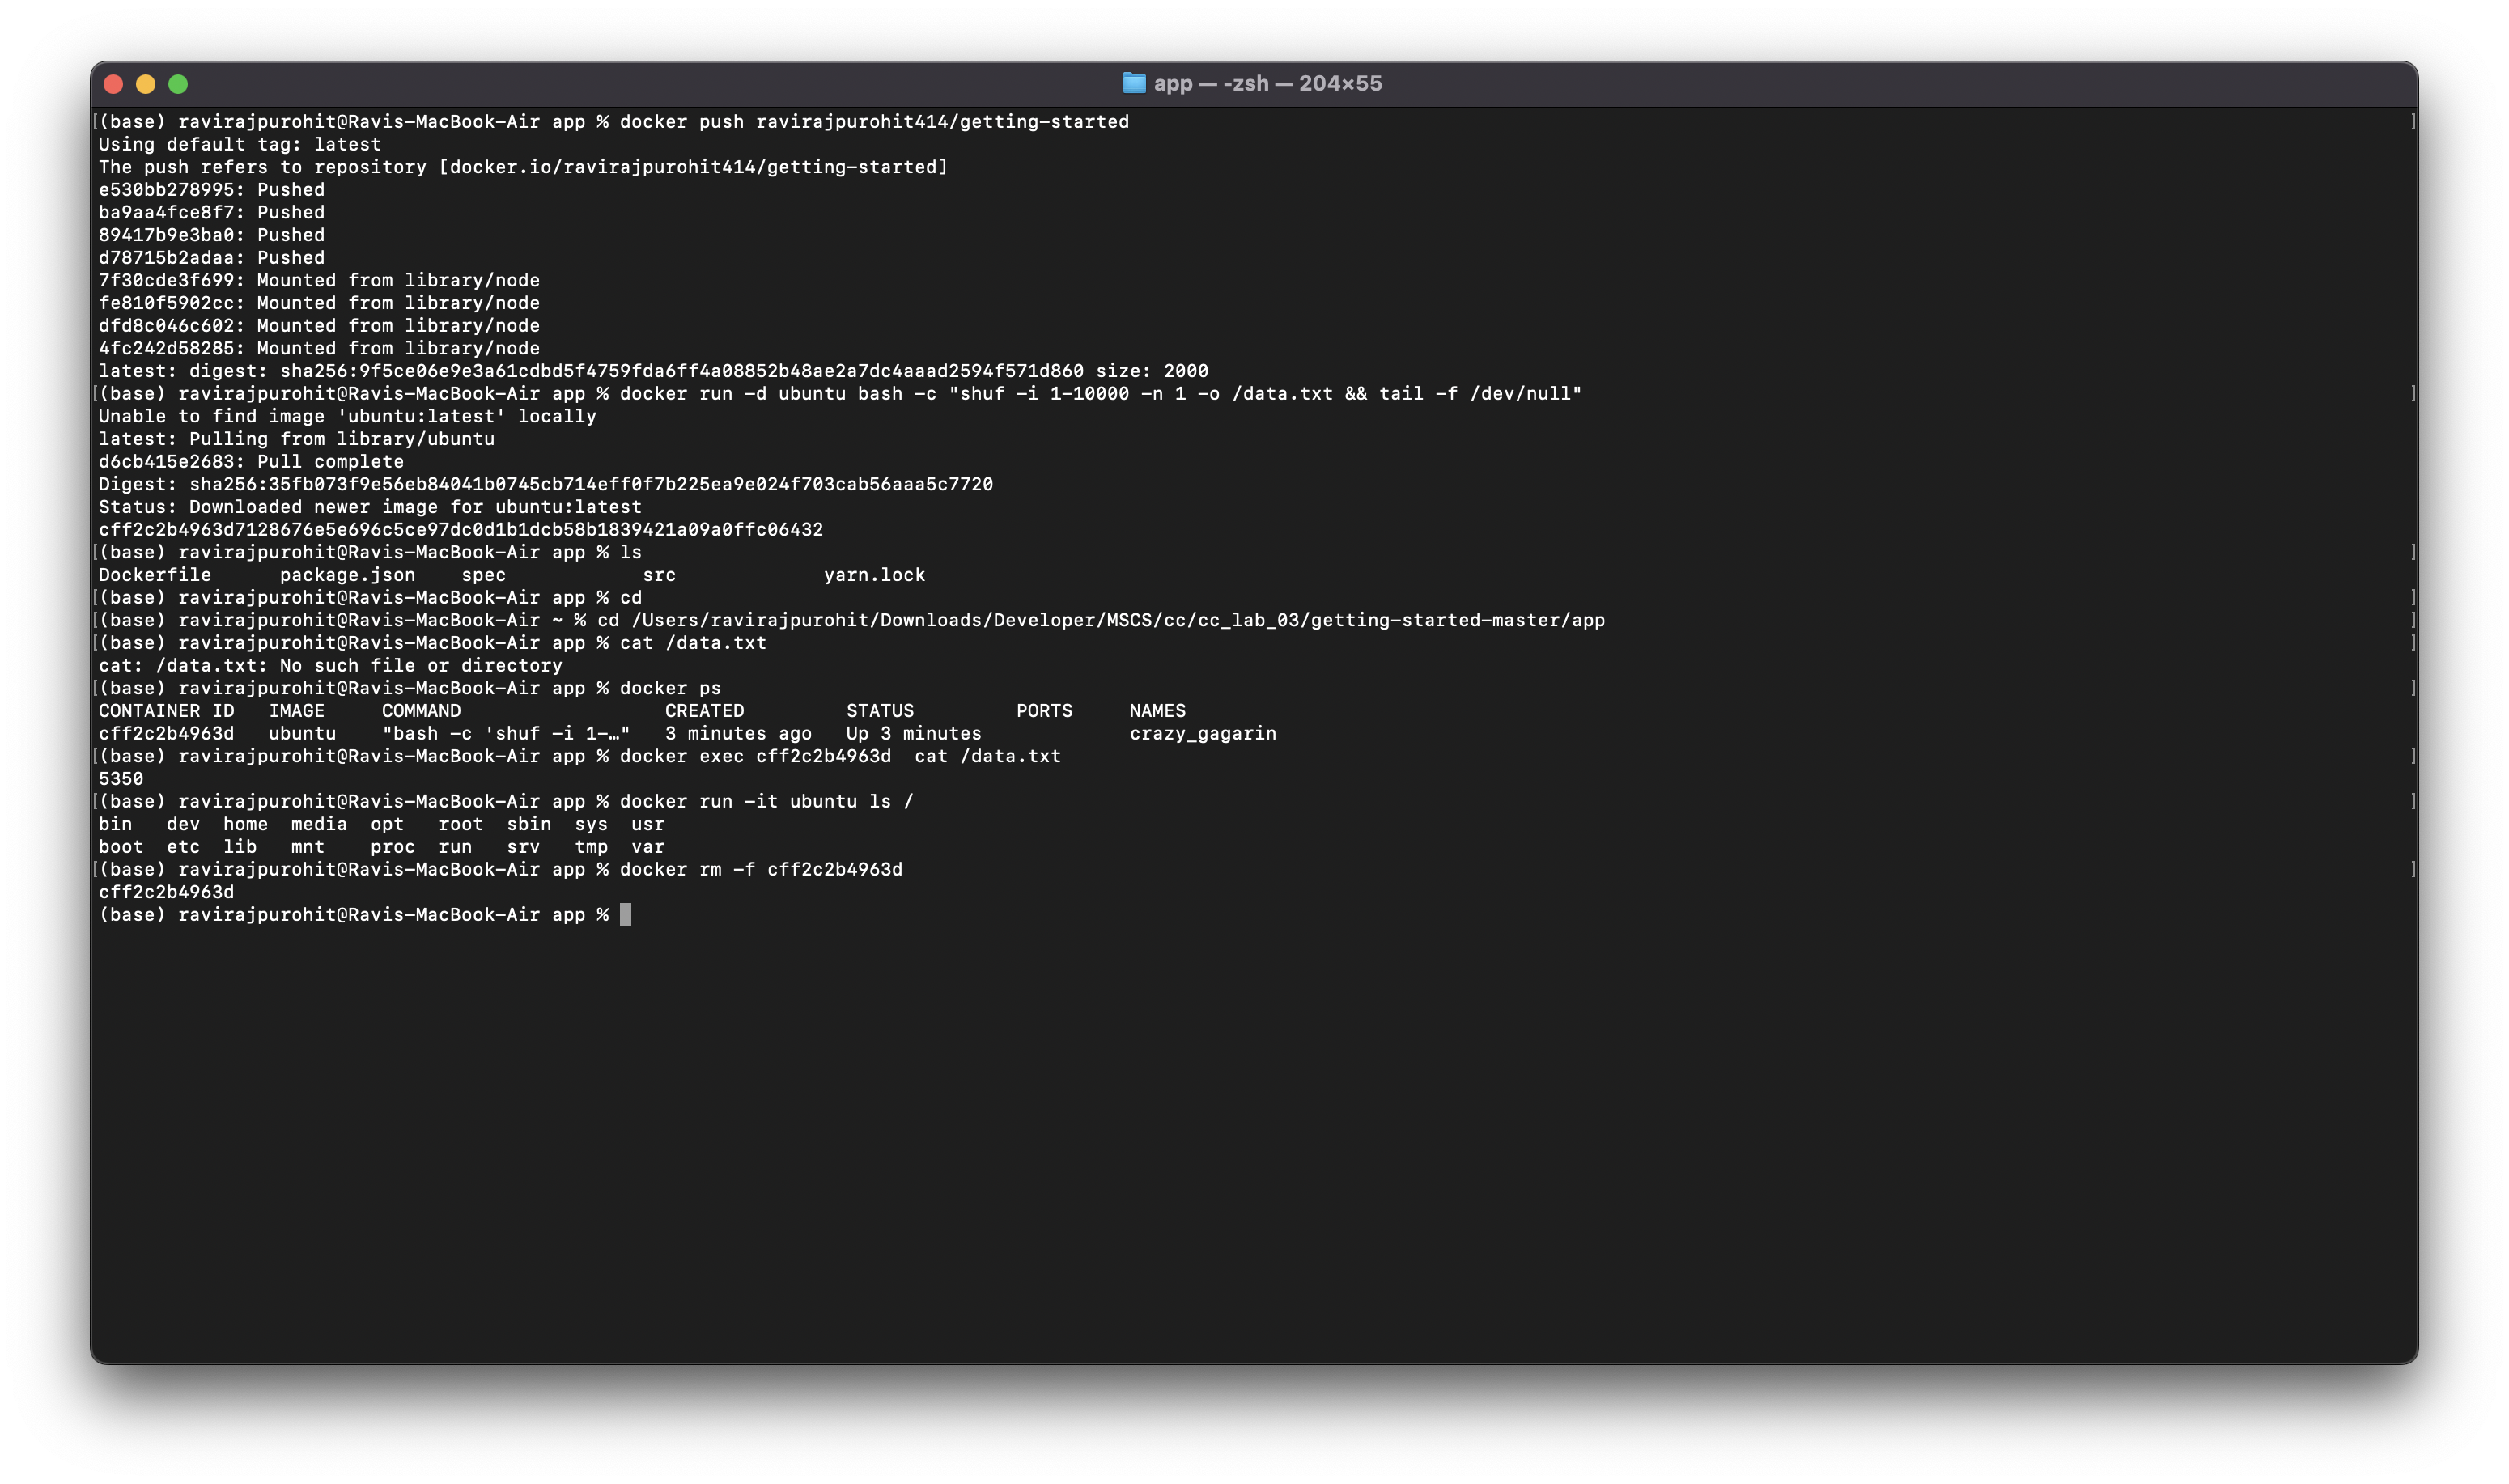 app — -zsh — 204×55
[(base) ravirajpurohit@Ravis-MacBook-Air app % docker push ravirajpurohit414/getting-started ]
Using default tag: latest
The push refers to repository [docker.io/ravirajpurohit414/getting-started]
e530bb278995: Pushed
ba9aa4fce8f7: Pushed
89417b9e3ba0: Pushed
d78715b2adaa: Pushed
7f30cde3f699: Mounted from library/node
fe810f5902cc: Mounted from library/node
dfd8c046c602: Mounted from library/node
4fc242d58285: Mounted from library/node
latest: digest: sha256:9f5ce06e9e3a61cdbd5f4759fda6ff4a08852b48ae2a7dc4aaad2594f571d860 size: 2000
[(base) ravirajpurohit@Ravis-MacBook-Air app % docker run -d ubuntu bash -c "shuf -i 1-10000 -n 1 -o /data.txt && tail -f /dev/null" ]
Unable to find image 'ubuntu:latest' locally
latest: Pulling from library/ubuntu
d6cb415e2683: Pull complete
Digest: sha256:35fb073f9e56eb84041b0745cb714eff0f7b225ea9e024f703cab56aaa5c7720
Status: Downloaded newer image for ubuntu:latest
cff2c2b4963d7128676e5e696c5ce97dc0d1b1dcb58b1839421a09a0ffc06432
[(base) ravirajpurohit@Ravis-MacBook-Air app % ls ]
Dockerfile package.json spec src yarn.lock
[(base) ravirajpurohit@Ravis-MacBook-Air app % cd ]
[(base) ravirajpurohit@Ravis-MacBook-Air ~ % cd /Users/ravirajpurohit/Downloads/Developer/MSCS/cc/cc_lab_03/getting-started-master/app ]
[(base) ravirajpurohit@Ravis-MacBook-Air app % cat /data.txt ]
cat: /data.txt: No such file or directory
[(base) ravirajpurohit@Ravis-MacBook-Air app % docker ps ]
CONTAINER ID IMAGE COMMAND CREATED STATUS PORTS NAMES
cff2c2b4963d ubuntu "bash -c 'shuf -i 1-…" 3 minutes ago Up 3 minutes crazy_gagarin
[(base) ravirajpurohit@Ravis-MacBook-Air app % docker exec cff2c2b4963d  cat /data.txt ]
5350
[(base) ravirajpurohit@Ravis-MacBook-Air app % docker run -it ubuntu ls / ]
bin dev home media opt root sbin sys usr
boot etc lib mnt proc run srv tmp var
[(base) ravirajpurohit@Ravis-MacBook-Air app % docker rm -f cff2c2b4963d ]
cff2c2b4963d
(base) ravirajpurohit@Ravis-MacBook-Air app %